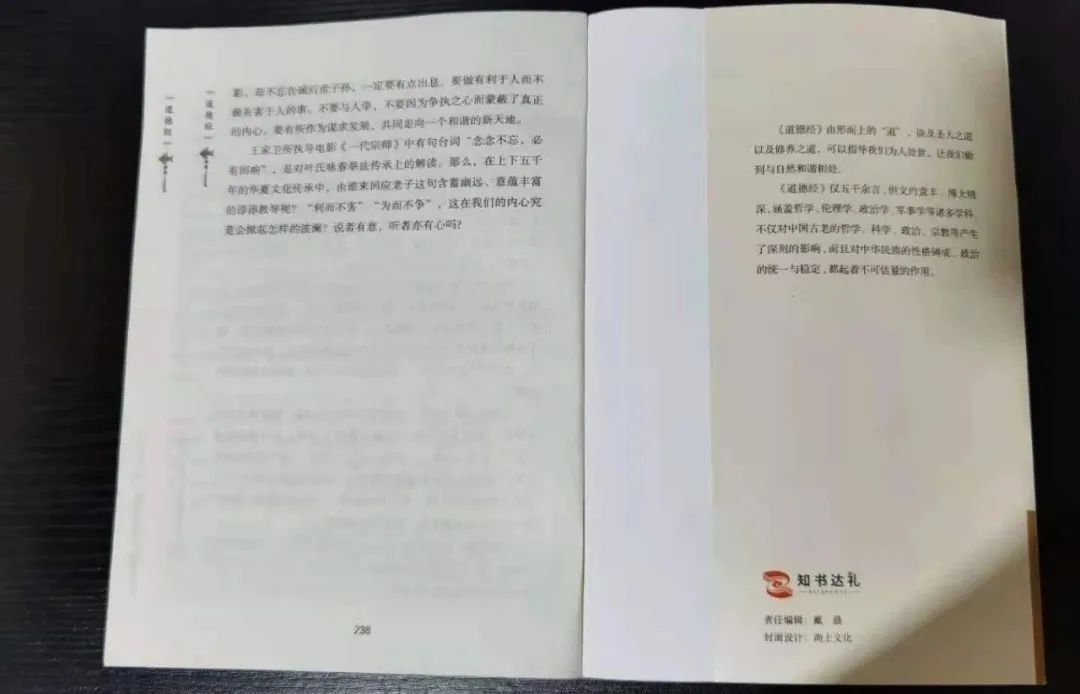 道德经
道德经
影，却不忘告诫后世子孙，一定要有点出息。要做有利于人而不
做有害于人的事。不要与人争，不要因为争执之心而蒙蔽了真正
的内心。要有所作为谋求发展，共同走向一个和谐的新天地。
王家卫所执导电影《一代宗师》中有句台词“念念不忘，必
有回响”，是对叶氏咏春拳法传承上的解读。那么，在上下五千
年的华夏文化传承中，由谁来回应老子这句含蓄幽远、意蕴丰富
的谆谆教导呢？“利而不害”“为而不争”，这在我们的内心究
竟会掀起怎样的波澜？说者有意，听者亦有心吗？
238
《道德经》由形而上的“道”，谈及圣人之道
以及修养之道，可以指导我们为人处世，让我们做
到与自然和谐相处。
《道德经》仅五千余言，但文约意丰、博大精
深，涵盖哲学、伦理学、政治学、军事学等诸多学科，
不仅对中国古老的哲学、科学、政治、宗教等产生
了深刻的影响，而且对中华民族的性格铸成、政治
的统一与稳定，都起着不可估量的作用。
知书达礼
责任编辑：戴 晨
封面设计：尚上文化